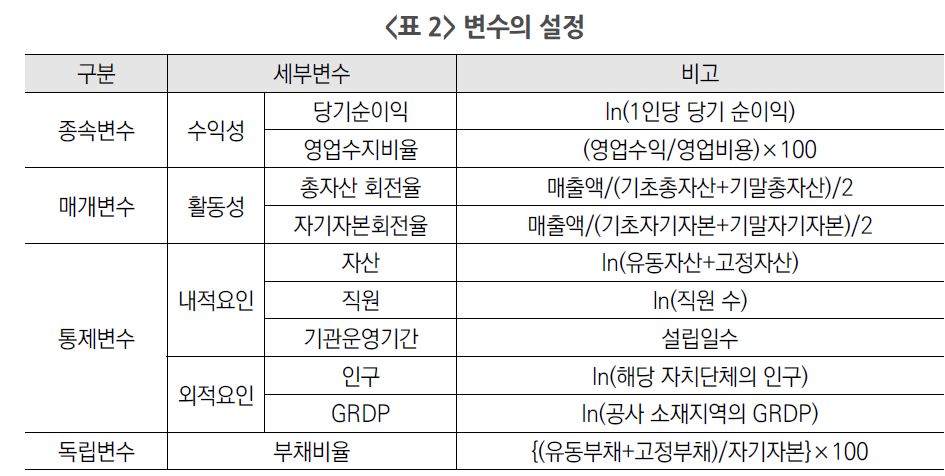 <표 2> 변수의 설정
구분 세부변수 비고
종속변수 수익성 당기순이익 ln(1인당 당기 순이익)
영업수지비율 (영업수익/영업비용)×100
매개변수 활동성 총자산 회전율 매출액/(기초총자산+기말총자산)/2
자기자본회전율 매출액/(기초자기자본+기말자기자본)/2
통제변수 내적요인 자산 ln(유동자산+고정자산)
직원 ln(직원 수)
기관운영기간 설립일수
외적요인 인구 ln(해당 자치단체의 인구)
GRDP ln(공사 소재지역의 GRDP)
독립변수 부채비율 {(유동부채+고정부채)/자기자본}×100